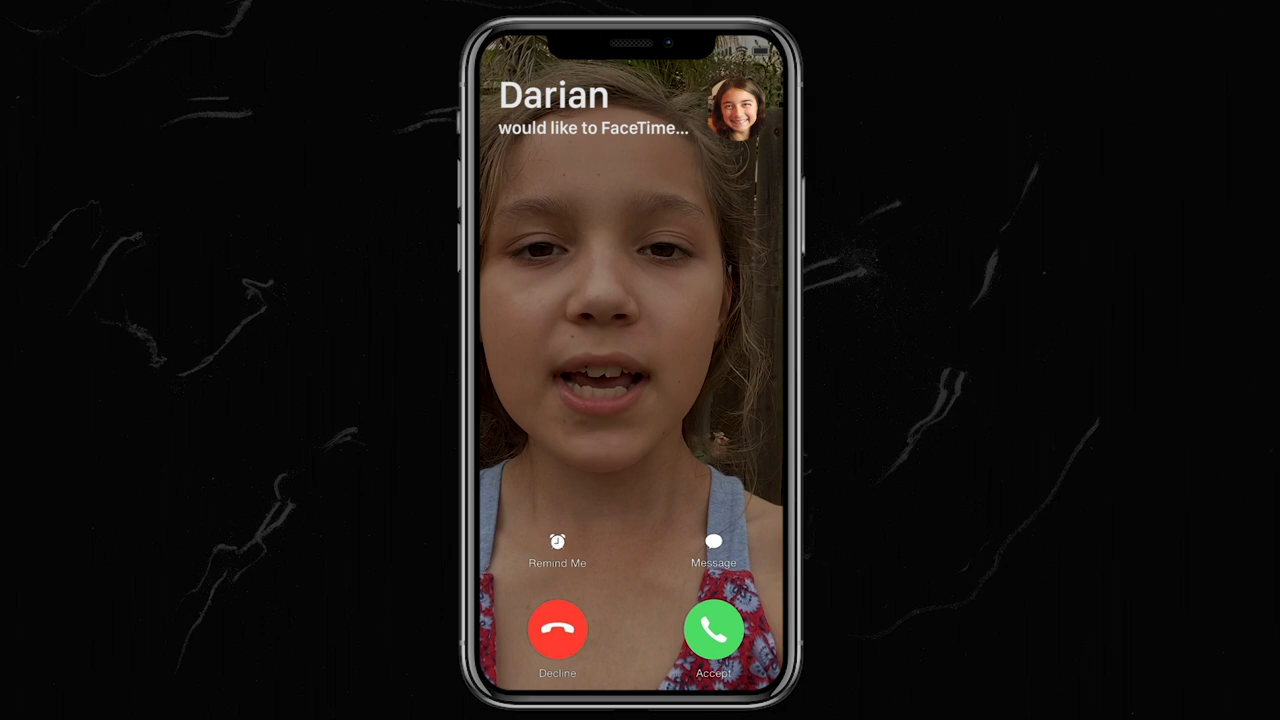 Darian
would like to FaceTime...
Remind Me
Message
Decline
Accept